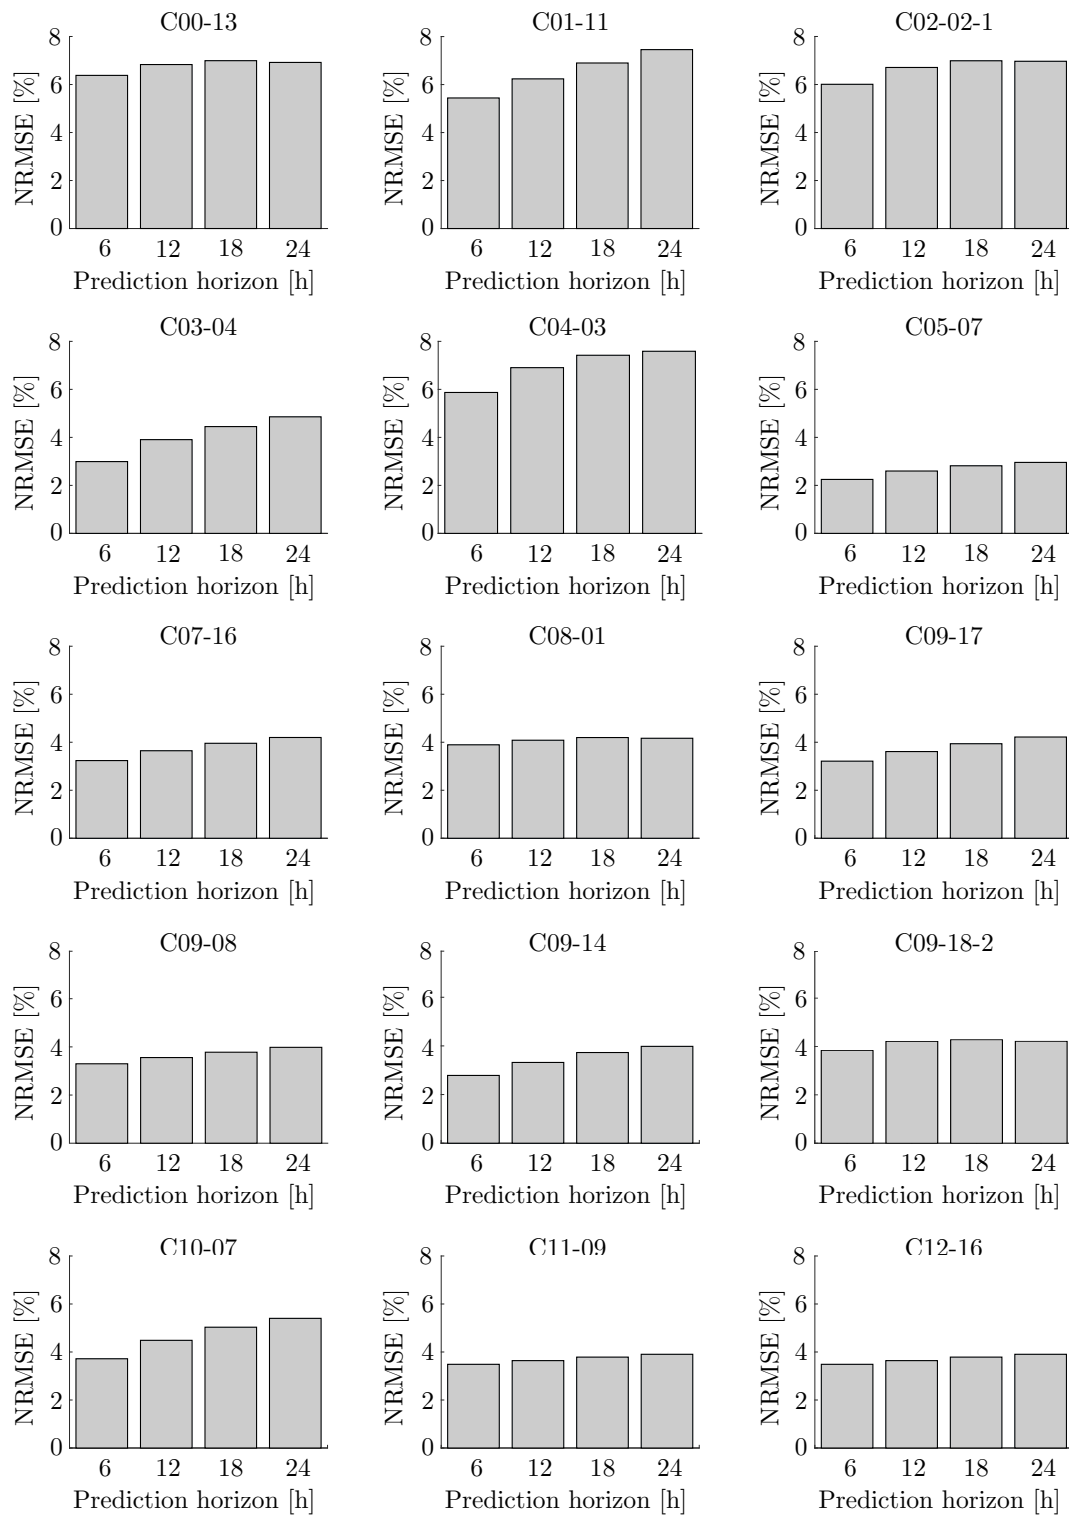 C00-13
C01-11
C02-02-1
NRMSE [%]
8
6
4
2
0
6 12 18 24
Prediction horizon [h]
NRMSE [%]
8
6
4
2
0
6 12 18 24
Prediction horizon [h]
NRMSE [%]
8
6
4
2
0
6 12 18 24
Prediction horizon [h]
C03-04
C04-03
C05-07
NRMSE [%]
8
6
4
2
0
6 12 18 24
Prediction horizon [h]
NRMSE [%]
8
6
4
2
0
6 12 18 24
Prediction horizon [h]
NRMSE [%]
8
6
4
2
0
6 12 18 24
Prediction horizon [h]
C07-16
C08-01
C09-17
NRMSE [%]
8
6
4
2
0
6 12 18 24
Prediction horizon [h]
NRMSE [%]
8
6
4
2
0
6 12 18 24
Prediction horizon [h]
NRMSE [%]
8
6
4
2
0
6 12 18 24
Prediction horizon [h]
C09-08
C09-14
C09-18-2
NRMSE [%]
8
6
4
2
0
6 12 18 24
Prediction horizon [h]
NRMSE [%]
8
6
4
2
0
6 12 18 24
Prediction horizon [h]
NRMSE [%]
8
6
4
2
0
6 12 18 24
Prediction horizon [h]
C10-07
C11-09
C12-16
NRMSE [%]
8
6
4
2
0
6 12 18 24
Prediction horizon [h]
NRMSE [%]
8
6
4
2
0
6 12 18 24
Prediction horizon [h]
NRMSE [%]
8
6
4
2
0
6 12 18 24
Prediction horizon [h]